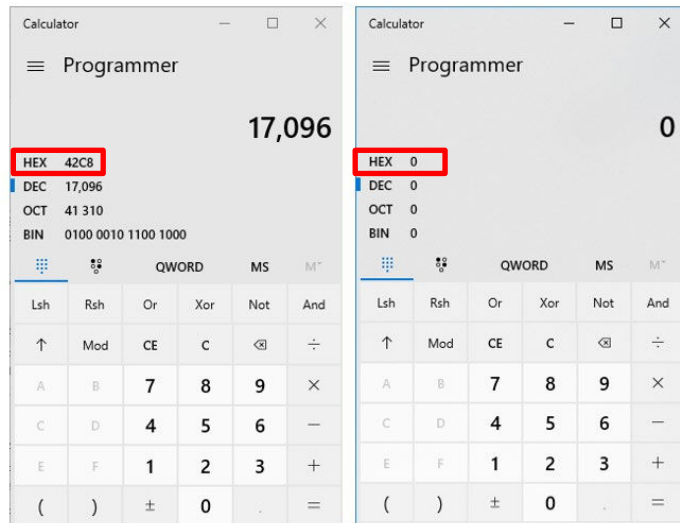 Calculator
Programmer
17,096
HEX 42C8
DEC 17,096
OCT 41 310
BIN 0100 0010 1100 1000
QWORD MS M˅
Lsh Rsh Or Xor Not And
↑ Mod CE C ⌫ ÷
A B 7 8 9 ×
C D 4 5 6 −
E F 1 2 3 +
( ) ± 0 . =
Calculator
Programmer
0
HEX 0
DEC 0
OCT 0
BIN 0
QWORD MS M˅
Lsh Rsh Or Xor Not And
↑ Mod CE C ⌫ ÷
A B 7 8 9 ×
C D 4 5 6 −
E F 1 2 3 +
( ) ± 0 . =